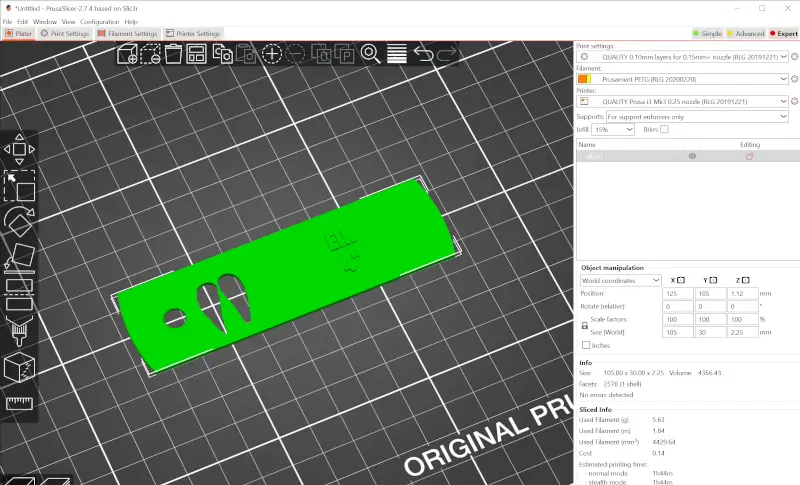 *Untitled - PrusaSlicer 2.7.4 based on Slic3r
File Edit Window View Configuration Help
Plater Print Settings Filament Settings Printer Settings Simple Advanced Expert
Print settings:
QUALITY 0.10mm layers for 0.15mm+ nozzle (RLG 20191221)
Filament:
Prusament PETG (RLG 20200220)
Printer:
QUALITY Prusa i3 Mk3 0.25 nozzle (RLG 20191221)
Supports: For support enforcers only
Infill: 15% Brim:
Name Editing
Object manipulation
World coordinates X Y Z
Position: 125 105 1.12 mm
Rotate (relative): 0 0 0 °
Scale factors: 100 100 100 %
Size [World]: 105 30 2.25 mm
Inches
Info
Size: 105.00 x 30.00 x 2.25 Volume: 4366.43
Facets: 2578 (1 shell)
No errors detected
Sliced Info
Used Filament (g) 5.63
Used Filament (m) 1.84
Used Filament (mm³) 4429.64
Cost 0.14
Estimated printing time:
- normal mode 1h44m
- stealth mode 1h44m
ELK
4"
ORIGINAL PRU